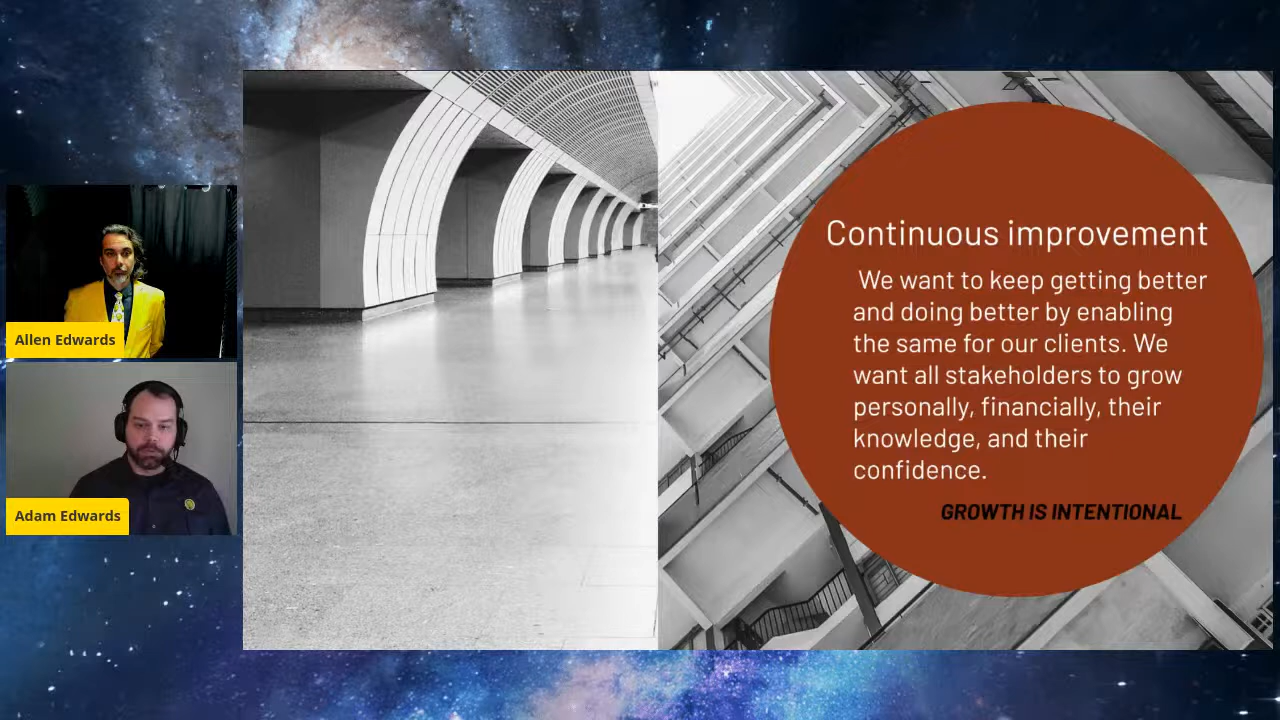 Allen Edwards
Adam Edwards
Continuous improvement
We want to keep getting better
and doing better by enabling
the same for our clients. We
want all stakeholders to grow
personally, financially, their
knowledge, and their
confidence.
GROWTH IS INTENTIONAL